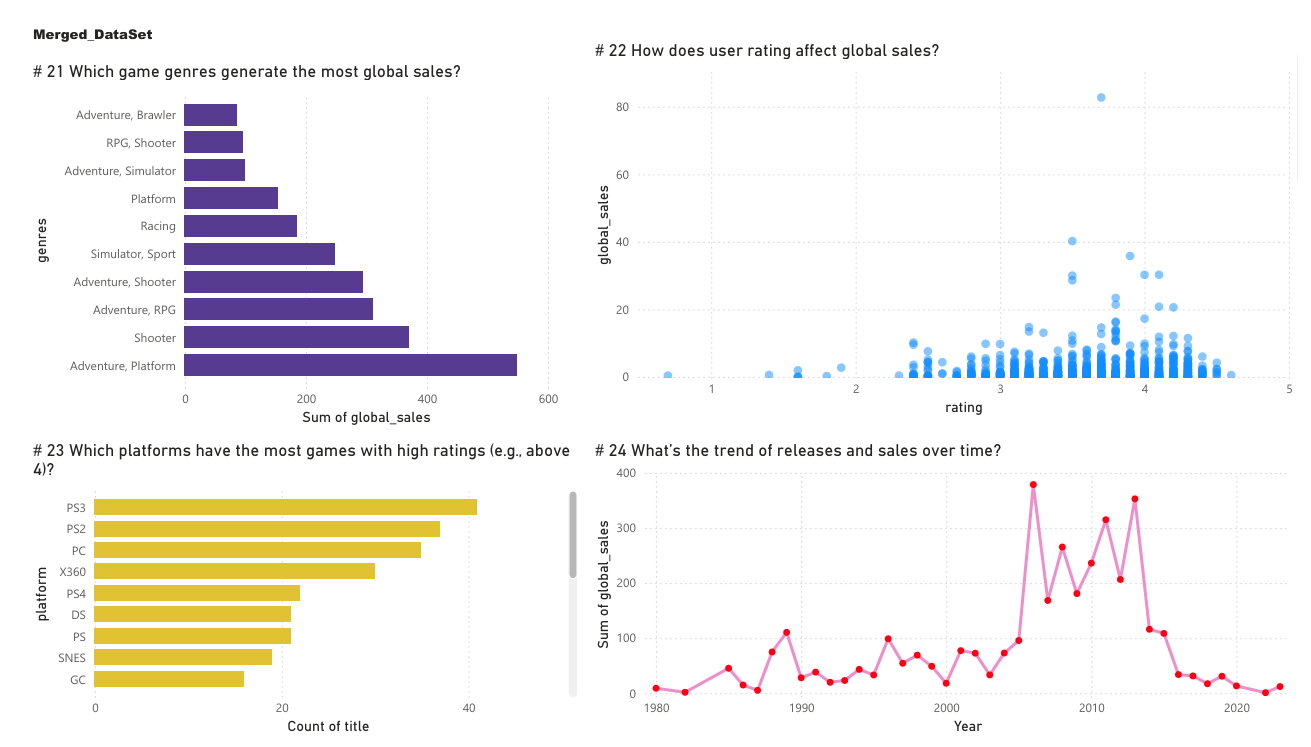 Merged_DataSet
# 21 Which game genres generate the most global sales?
genres
Adventure, Brawler
RPG, Shooter
Adventure, Simulator
Platform
Racing
Simulator, Sport
Adventure, Shooter
Adventure, RPG
Shooter
Adventure, Platform
0 200 400 600
Sum of global_sales
# 22 How does user rating affect global sales?
global_sales
80
60
40
20
0
1 2 3 4 5
rating
# 23 Which platforms have the most games with high ratings (e.g., above
4)?
platform
PS3
PS2
PC
X360
PS4
DS
PS
SNES
GC
0 20 40
Count of title
# 24 What's the trend of releases and sales over time?
Sum of global_sales
400
300
200
100
0
1980 1990 2000 2010 2020
Year